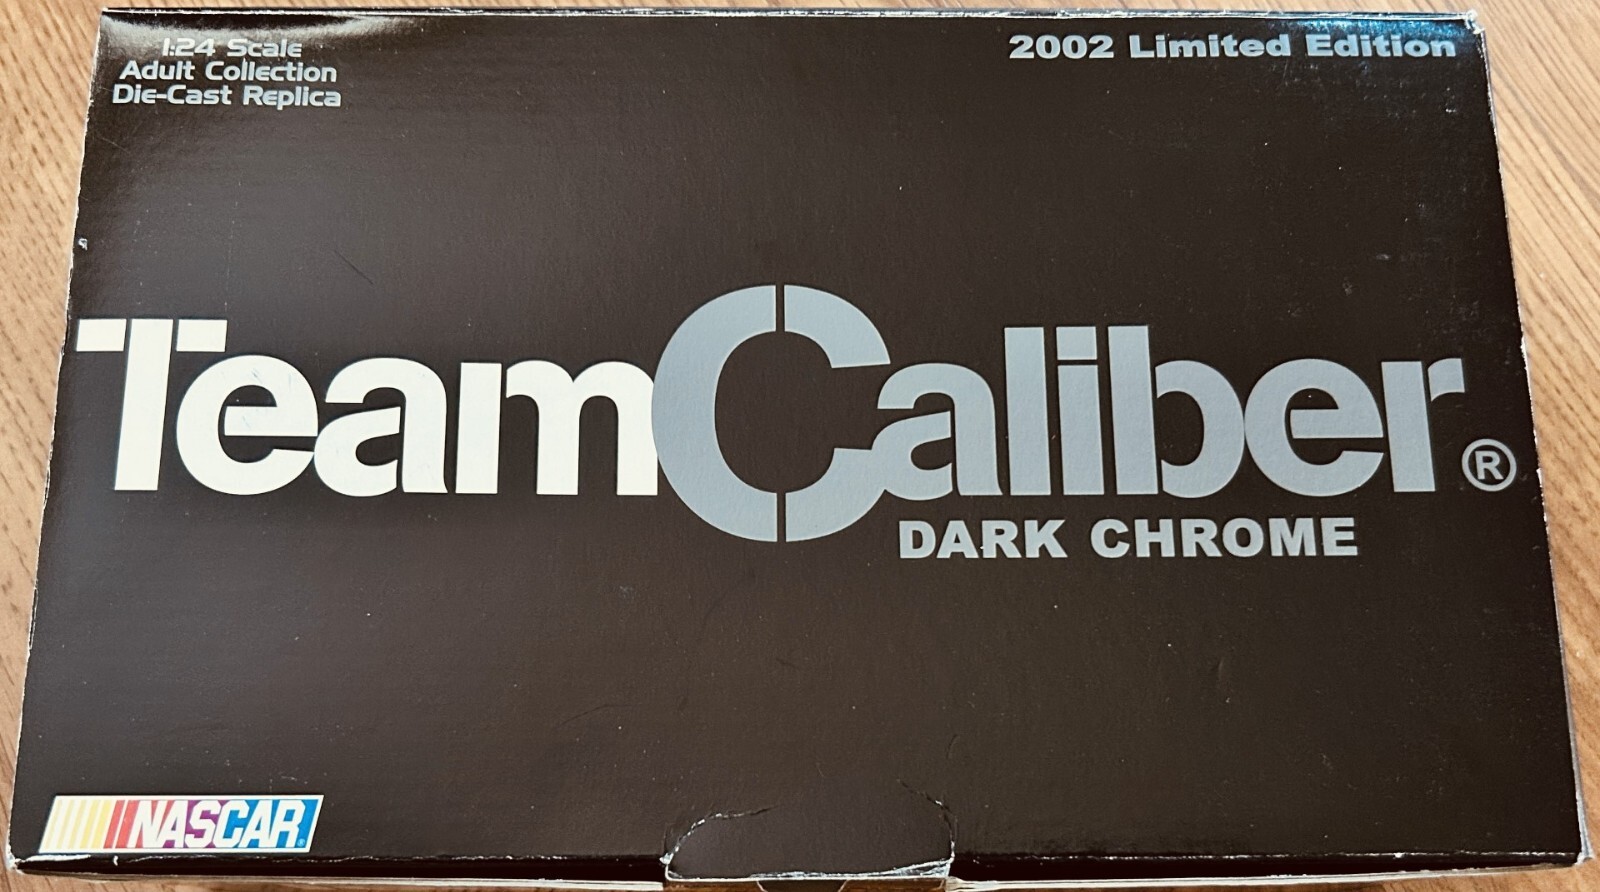 1:24 Scale
Adult Collection
Die-Cast Replica
2002 Limited Edition
TeamCaliber®
DARK CHROME
NASCAR®